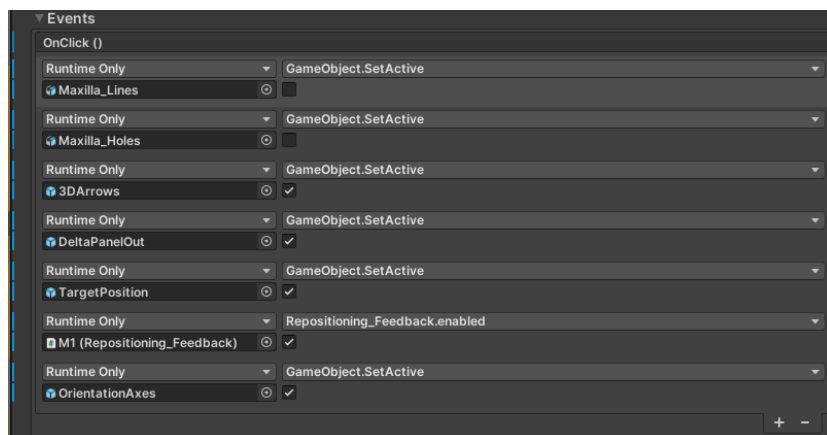 Events
OnClick ()
Runtime Only GameObject.SetActive
Maxilla_Lines
Runtime Only GameObject.SetActive
Maxilla_Holes
Runtime Only GameObject.SetActive
3DArrows
Runtime Only GameObject.SetActive
DeltaPanelOut
Runtime Only GameObject.SetActive
TargetPosition
Runtime Only Repositioning_Feedback.enabled
M1 (Repositioning_Feedback)
Runtime Only GameObject.SetActive
OrientationAxes
+ -